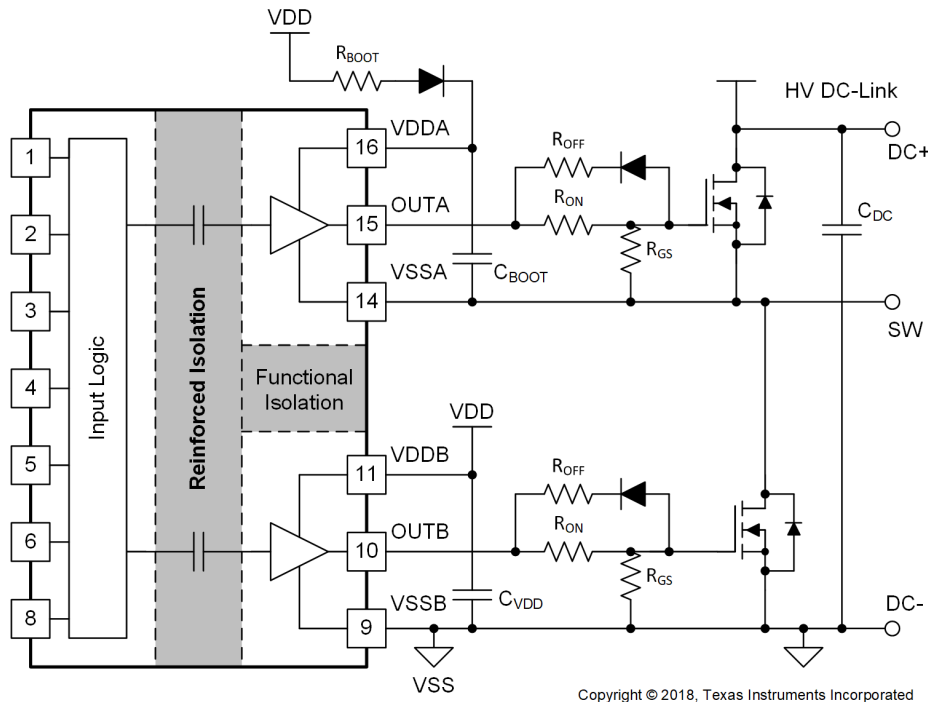 VDD
RBOOT
HV DC-Link
DC+
VDDA
16
ROFF
OUTA
15
RON
RGS
CDC
VSSA
CBOOT
14
SW
1
2
3
4
5
6
8
Input Logic
Reinforced Isolation
Functional
Isolation
VDD
VDDB
11
ROFF
OUTB
10
RON
RGS
VSSB
CVDD
9
DC-
VSS
Copyright © 2018, Texas Instruments Incorporated